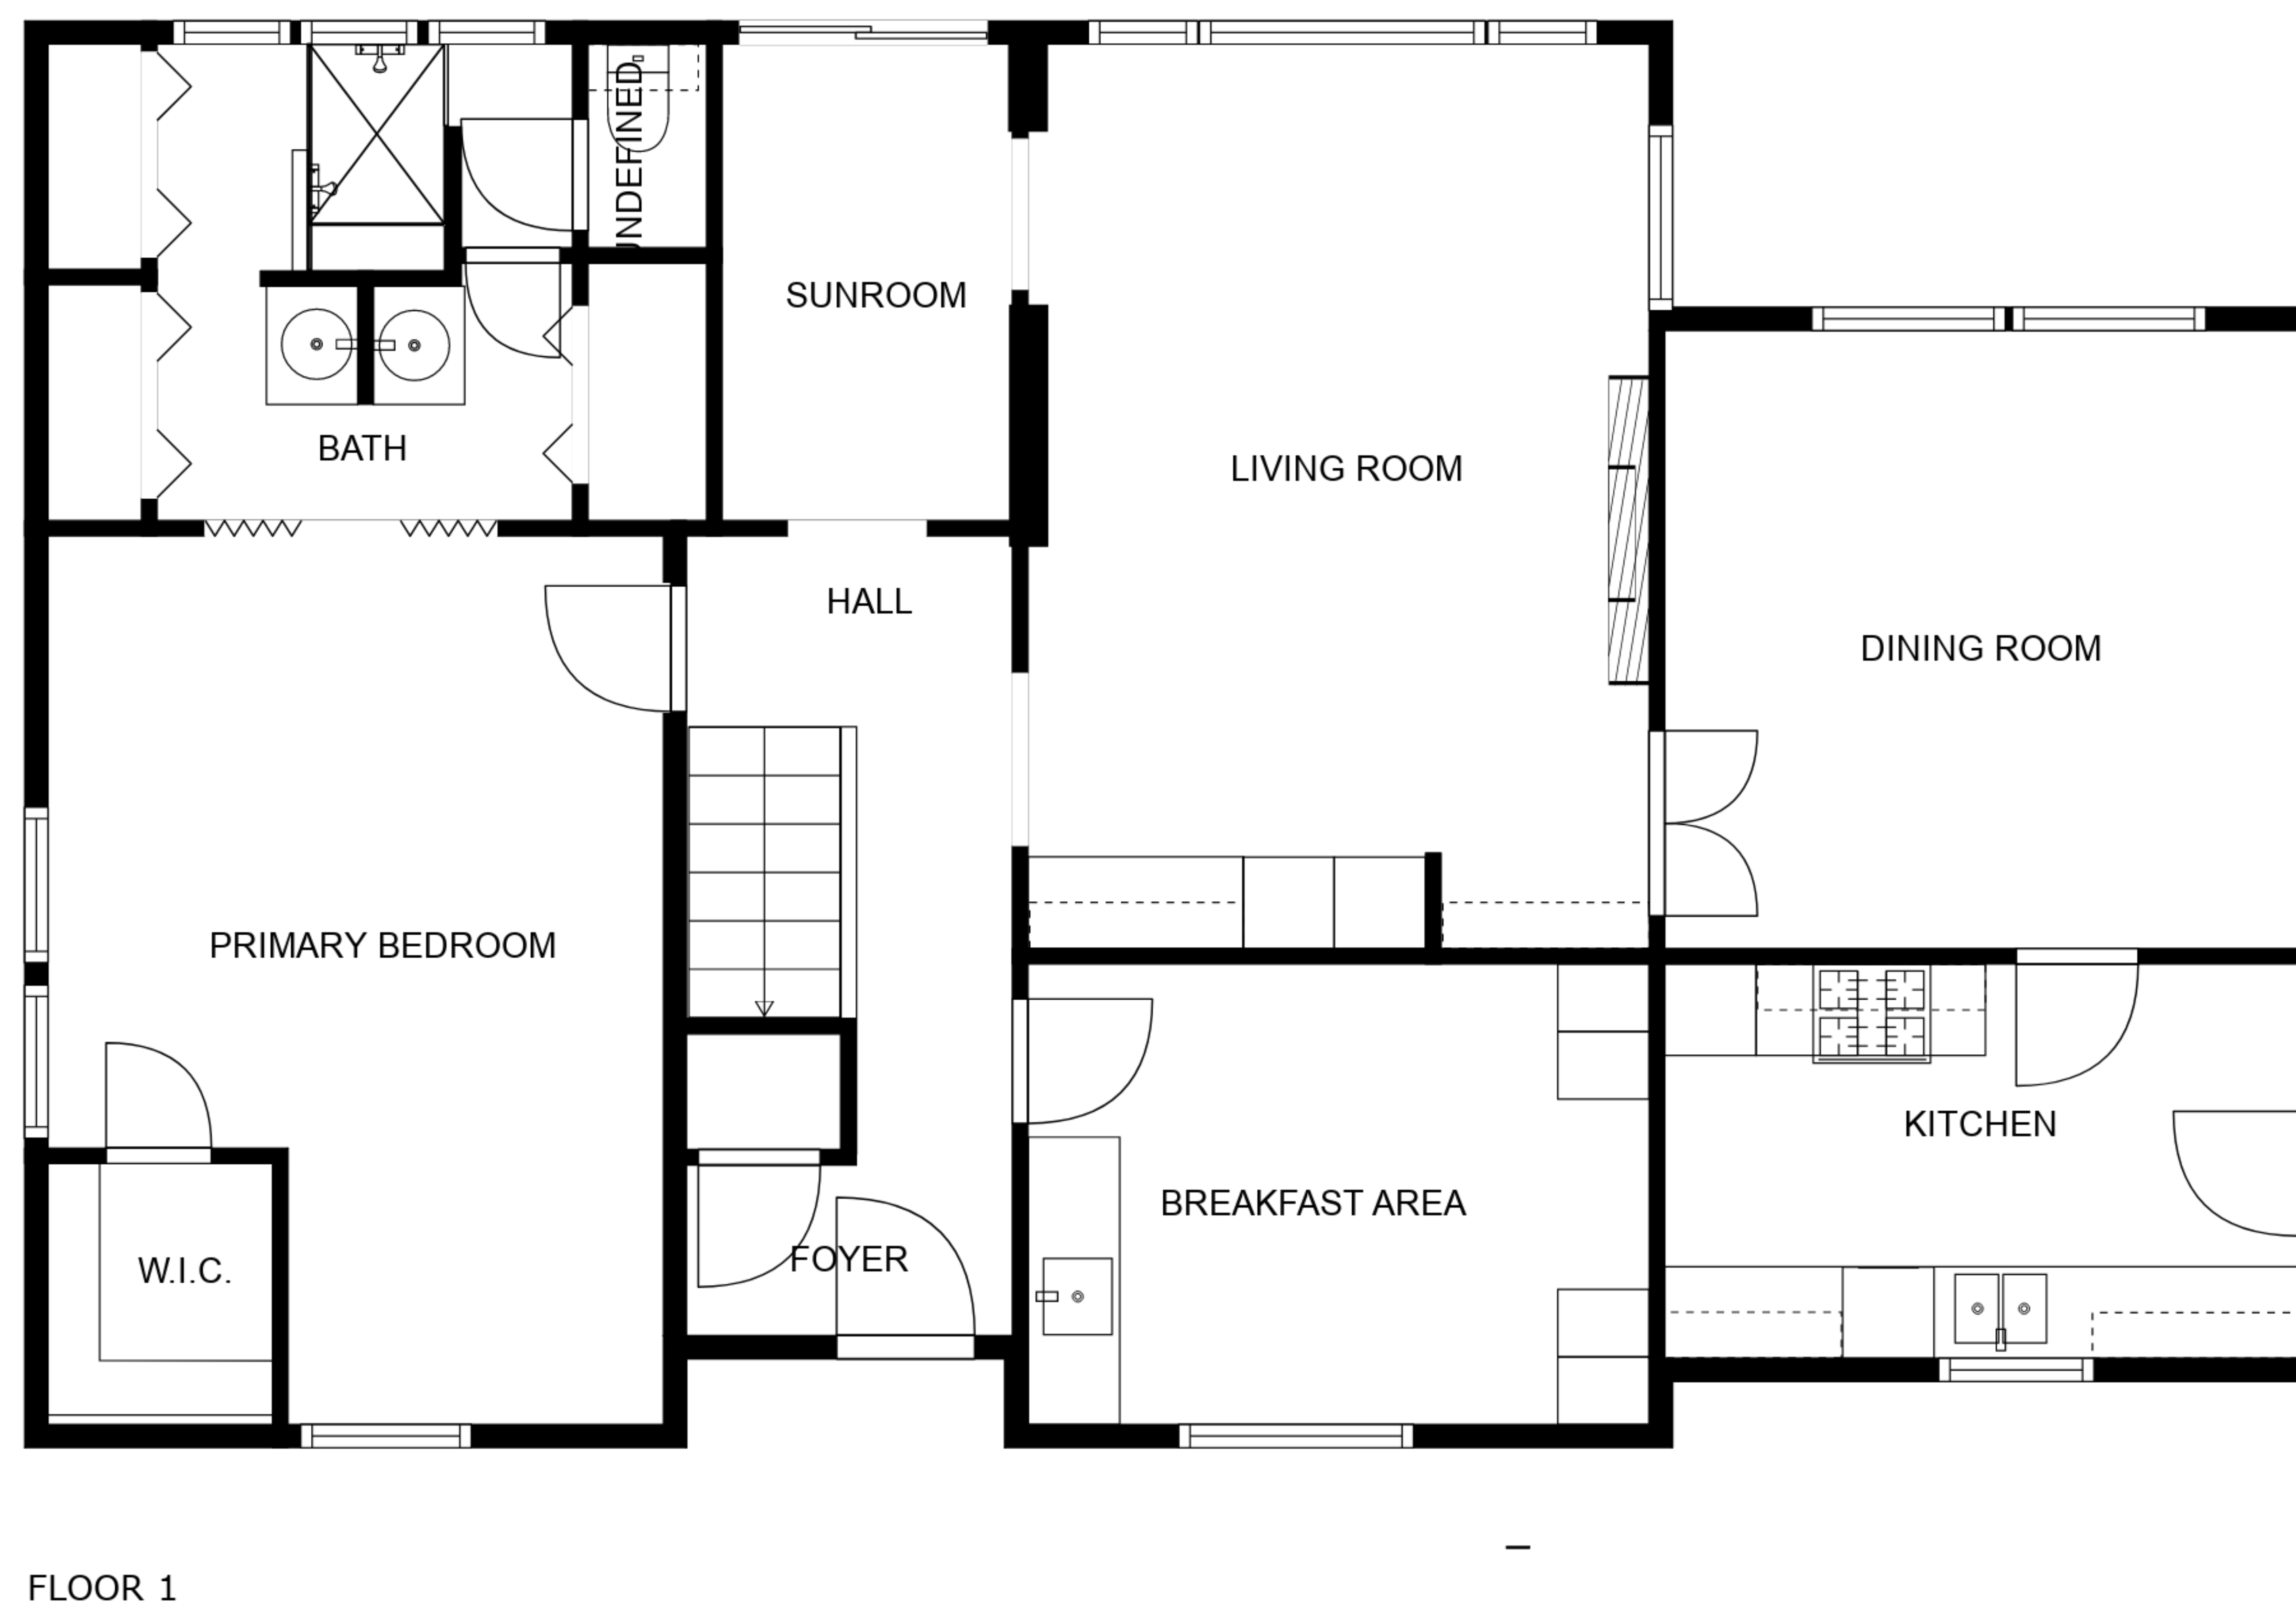 UNDEFINED
SUNROOM
BATH
LIVING ROOM
HALL
DINING ROOM
PRIMARY BEDROOM
KITCHEN
BREAKFAST AREA
W.I.C.
FOYER
FLOOR 1